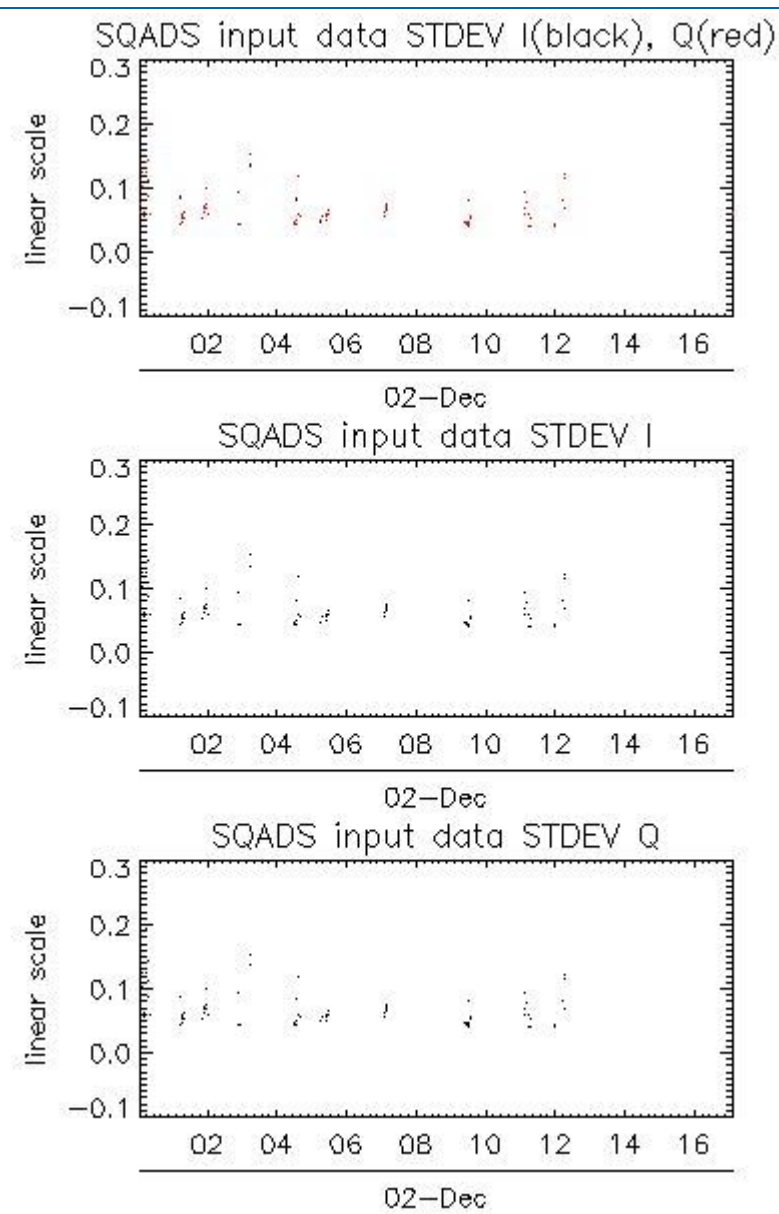 SQADS input data STDEV I(black), Q(red)
0.3
0.2
0.1
0.0
−0.1
linear scale
02 04 06 08 10 12 14 16
02−Dec
SQADS input data STDEV I
0.3
0.2
0.1
0.0
−0.1
linear scale
02 04 06 08 10 12 14 16
02−Dec
SQADS input data STDEV Q
0.3
0.2
0.1
0.0
−0.1
linear scale
02 04 06 08 10 12 14 16
02−Dec